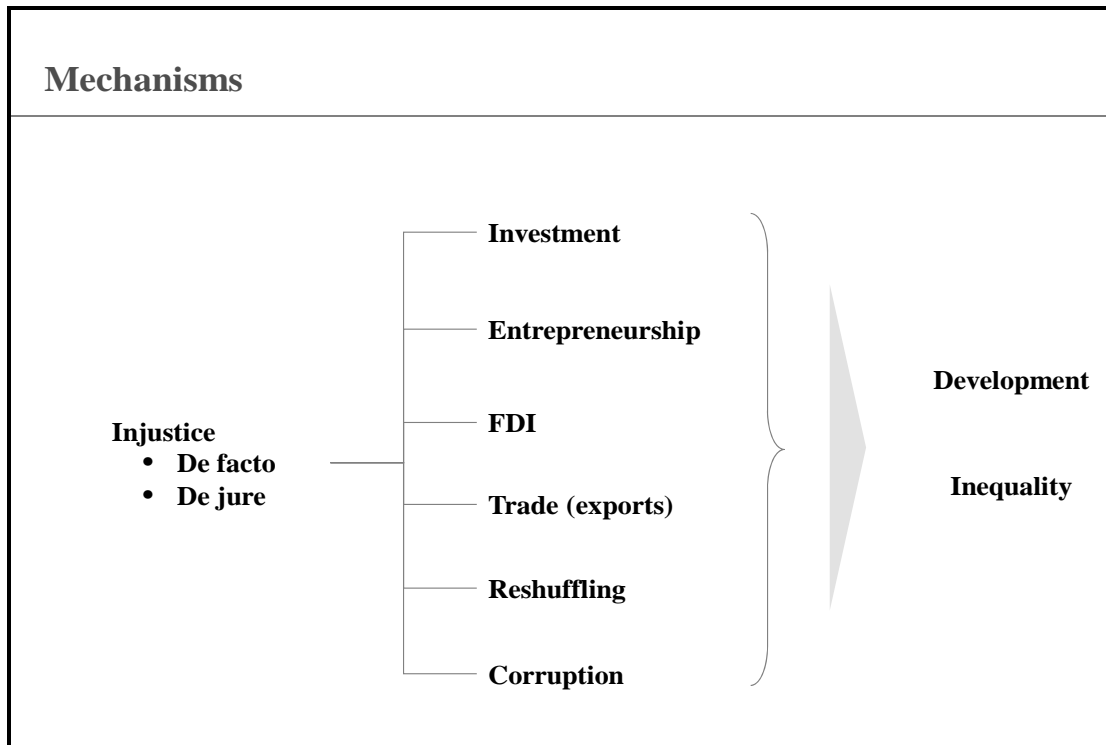 Mechanisms
Injustice
• De facto
• De jure
Investment
Entrepreneurship
FDI
Trade (exports)
Reshuffling
Corruption
Development
Inequality